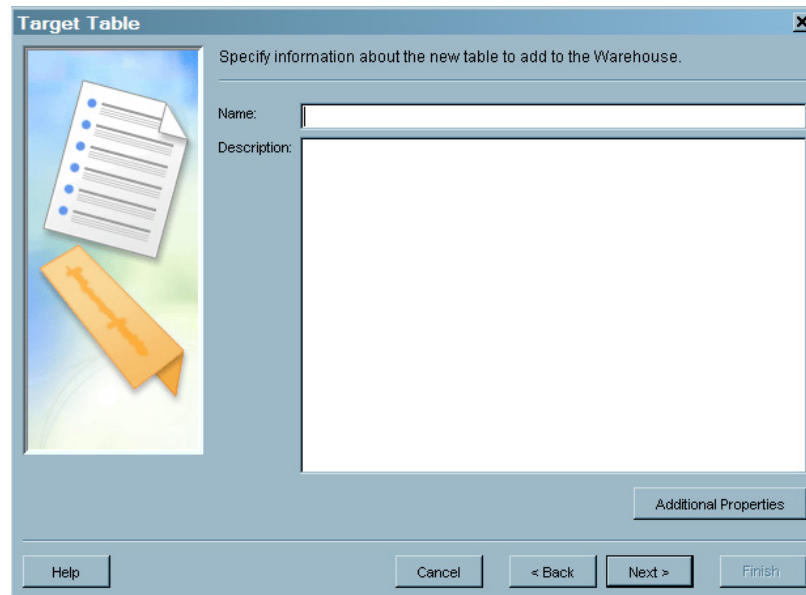 Target Table
Specify information about the new table to add to the Warehouse.
Name:
Description:
Additional Properties
Help
Cancel
< Back
Next >
Finish